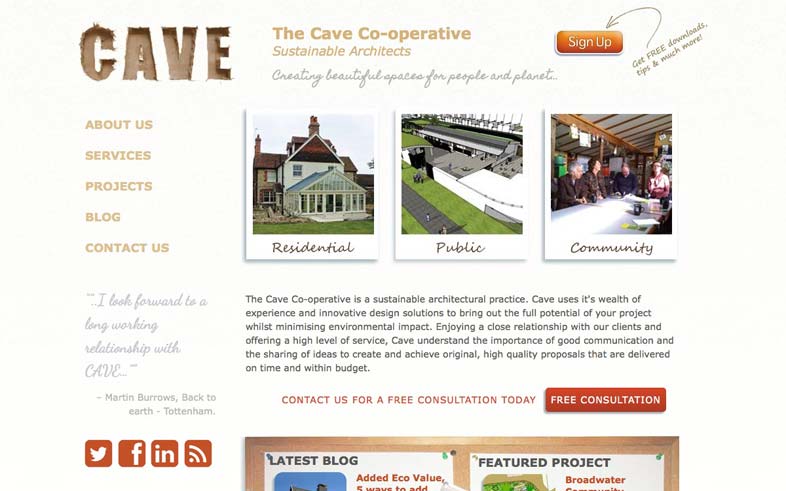 CAVE
The Cave Co-operative
Sustainable Architects
Creating beautiful spaces for people and planet...
Sign Up
Get FREE downloads,
tips & much more!
ABOUT US
SERVICES
PROJECTS
BLOG
CONTACT US
Residential
Public
Community
"¨..I look forward to a
long working
relationship with
CAVE...¨"
– Martin Burrows, Back to
earth - Tottenham.
The Cave Co-operative is a sustainable architectural practice. Cave uses it's wealth of
experience and innovative design solutions to bring out the full potential of your project
whilst minimising environmental impact. Enjoying a close relationship with our clients and
offering a high level of service, Cave understand the importance of good communication and
the sharing of ideas to create and achieve original, high quality proposals that are delivered
on time and within budget.
CONTACT US FOR A FREE CONSULTATION TODAY
FREE CONSULTATION
LATEST BLOG
Added Eco Value,
5 ways to add
FEATURED PROJECT
Broadwater
Community